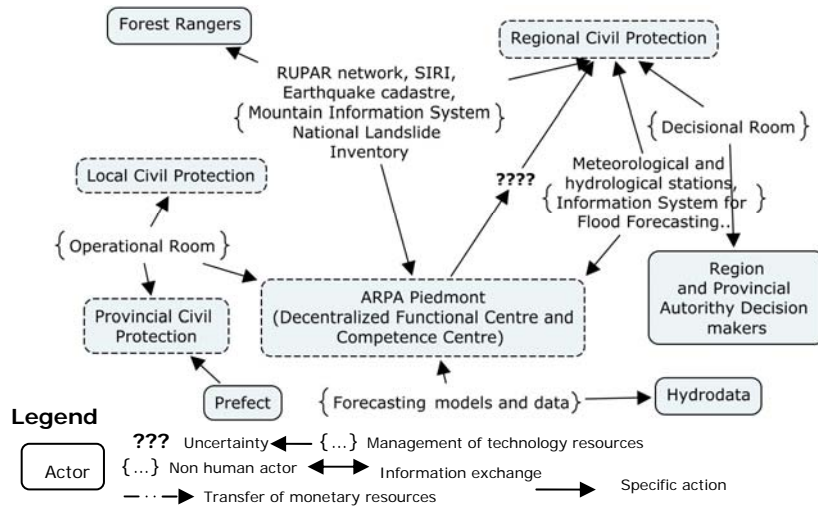 Forest Rangers
Regional Civil Protection
RUPAR network, SIRI,
Earthquake cadastre,
{ Mountain Information System }
National Landslide
Inventory
{ Decisional Room }
Local Civil Protection
????
Meteorological and
hydrological stations,
{ Information System for }
Flood Forecasting..
{ Operational Room }
Provincial Civil
Protection
ARPA Piedmont
(Decentralized Functional Centre and
Competence Centre)
Region
and Provincial
Autorithy Decision
makers
Prefect
{Forecasting models and data}
Hydrodata
Legend
Actor
??? Uncertainty
{...} Management of technology resources
{...} Non human actor
Information exchange
Specific action
Transfer of monetary resources